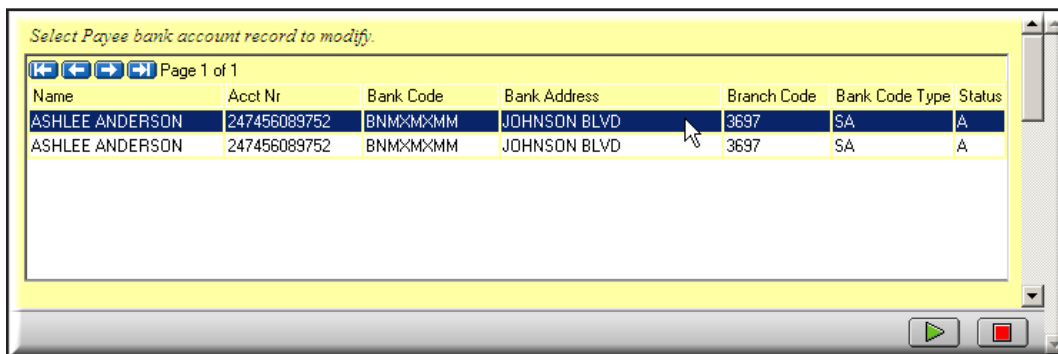 Select Payee bank account record to modify.
Page 1 of 1
Name Acct Nr Bank Code Bank Address Branch Code Bank Code Type Status
ASHLEE ANDERSON 247456089752 BNMXMXMM JOHNSON BLVD 3697 SA A
ASHLEE ANDERSON 247456089752 BNMXMXMM JOHNSON BLVD 3697 SA A